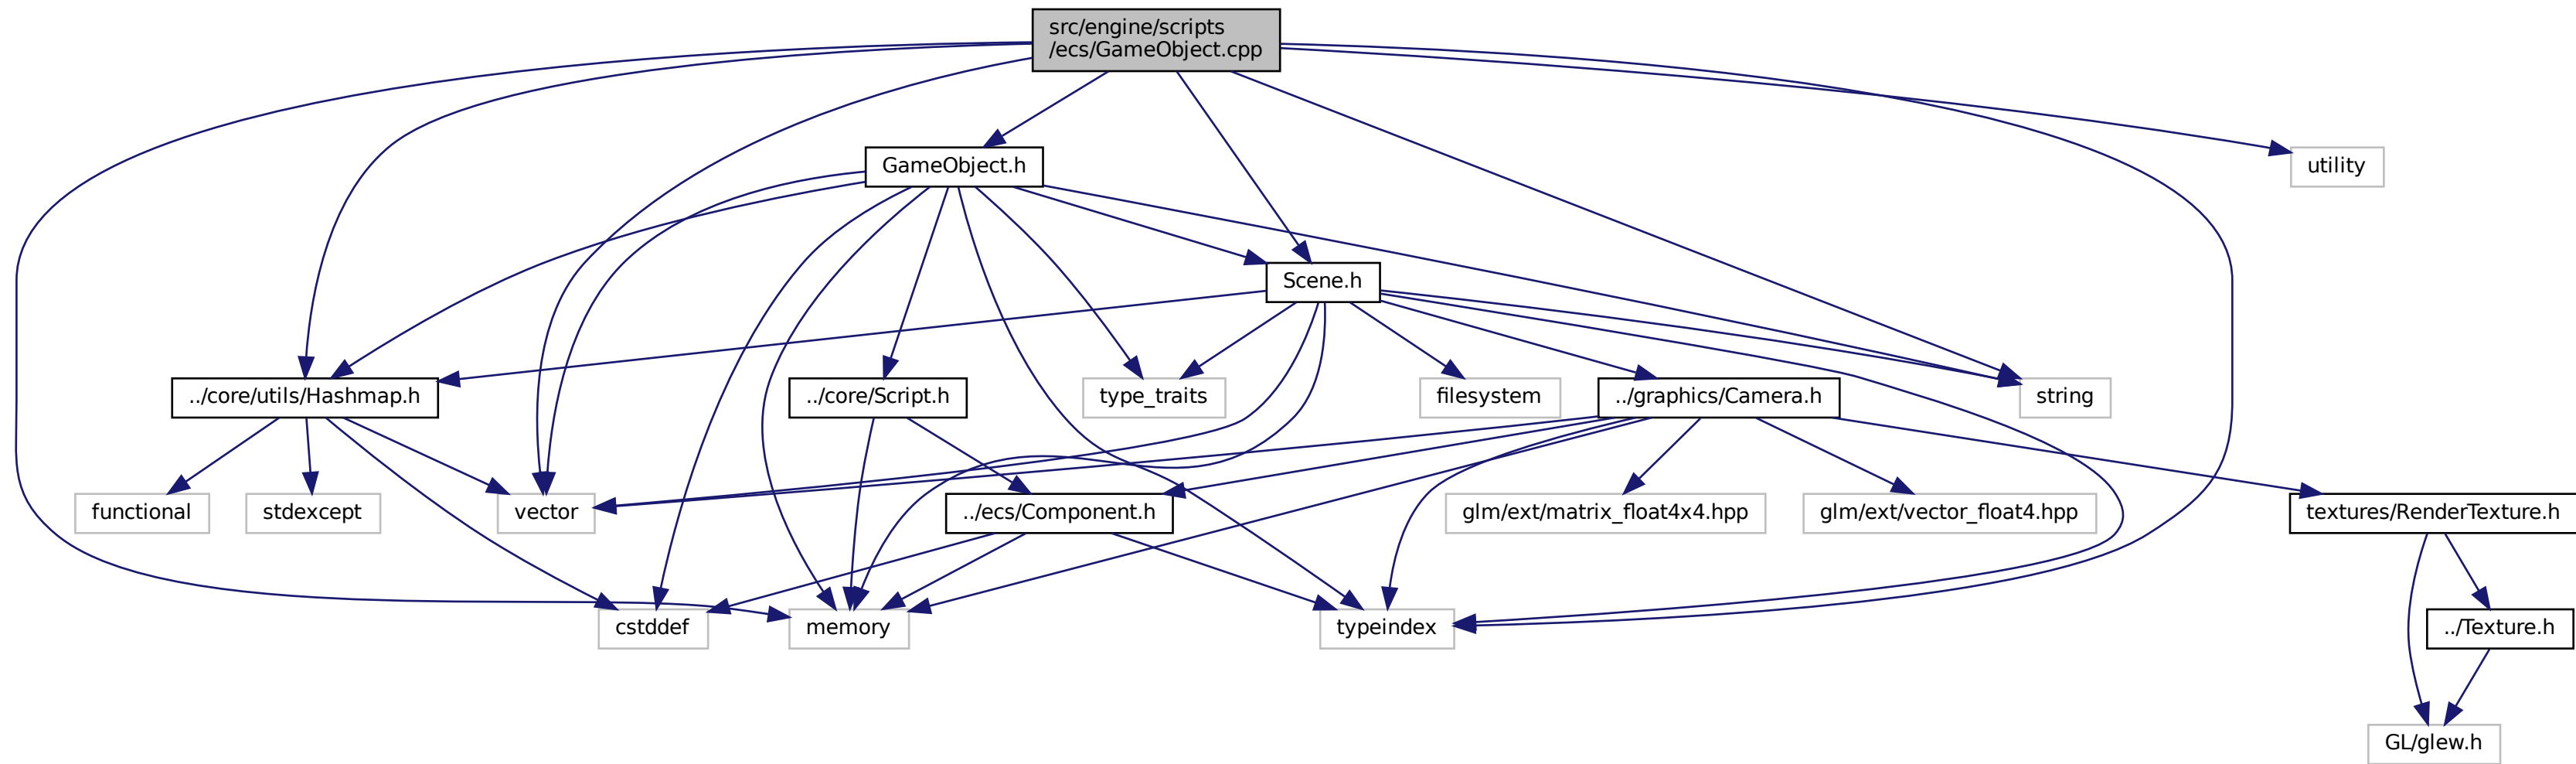 src/engine/scripts
/ecs/GameObject.cpp
GameObject.h
utility
Scene.h
../core/utils/Hashmap.h
../core/Script.h
type_traits
filesystem
../graphics/Camera.h
string
functional
stdexcept
vector
../ecs/Component.h
glm/ext/matrix_float4x4.hpp
glm/ext/vector_float4.hpp
textures/RenderTexture.h
cstddef
memory
typeindex
../Texture.h
GL/glew.h